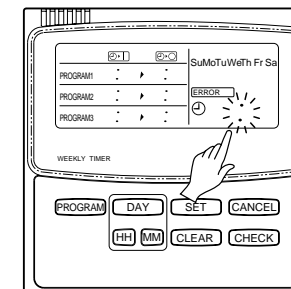 SuMoTuWeTh Fr Sa
PROGRAM1 : :
PROGRAM2 : :
PROGRAM3 : :
ERROR
:
WEEKLY TIMER
PROGRAM DAY SET CANCEL
HH MM CLEAR CHECK